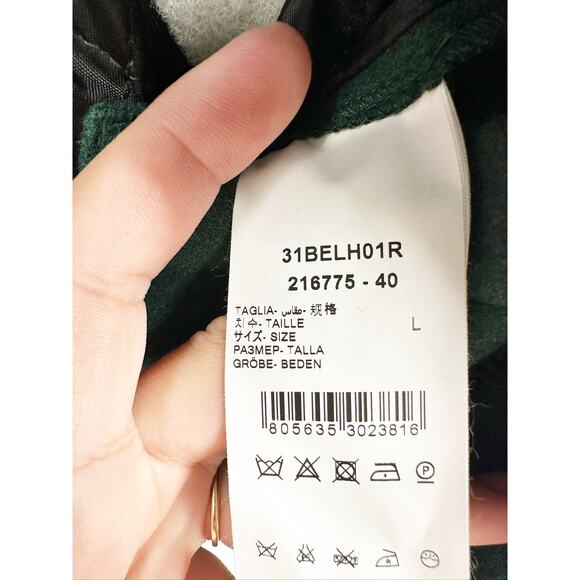 31BELH01R
216775 - 40
TAGLIA- مقاس- 规格
치수- TAILLE
サイズ- SIZE
РАЗМЕР- TALLA
GRÖBE- BEDEN
L
805635 3023816
P